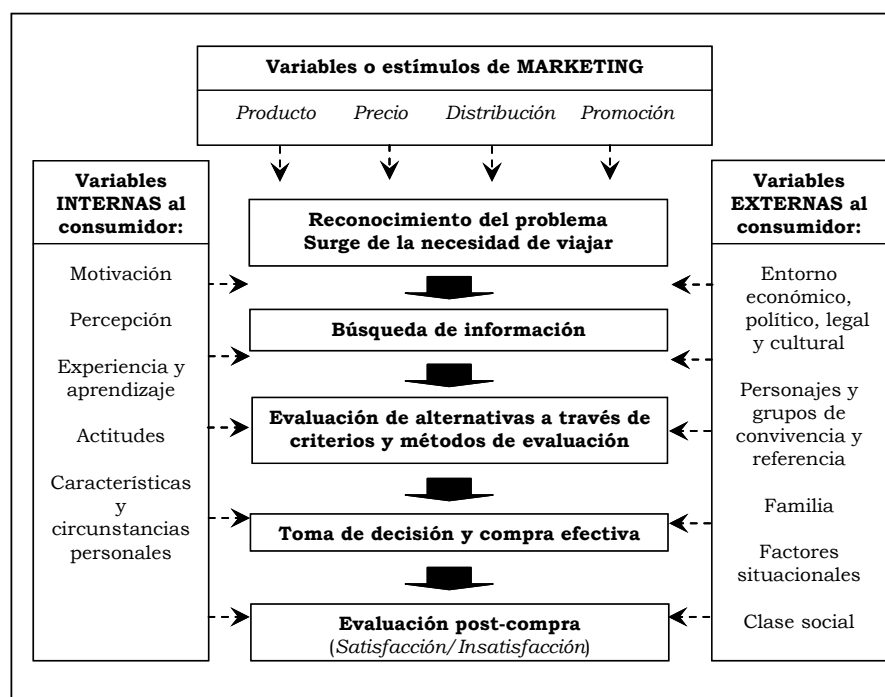 Variables o estímulos de MARKETING
Producto Precio Distribución Promoción
Variables
INTERNAS al
consumidor:
Motivación
Percepción
Experiencia y
aprendizaje
Actitudes
Características
y
circunstancias
personales
Reconocimiento del problema
Surge de la necesidad de viajar
Búsqueda de información
Evaluación de alternativas a través de
criterios y métodos de evaluación
Toma de decisión y compra efectiva
Evaluación post-compra
(Satisfacción/Insatisfacción)
Variables
EXTERNAS al
consumidor:
Entorno
económico,
político, legal
y cultural
Personajes y
grupos de
convivencia y
referencia
Familia
Factores
situacionales
Clase social